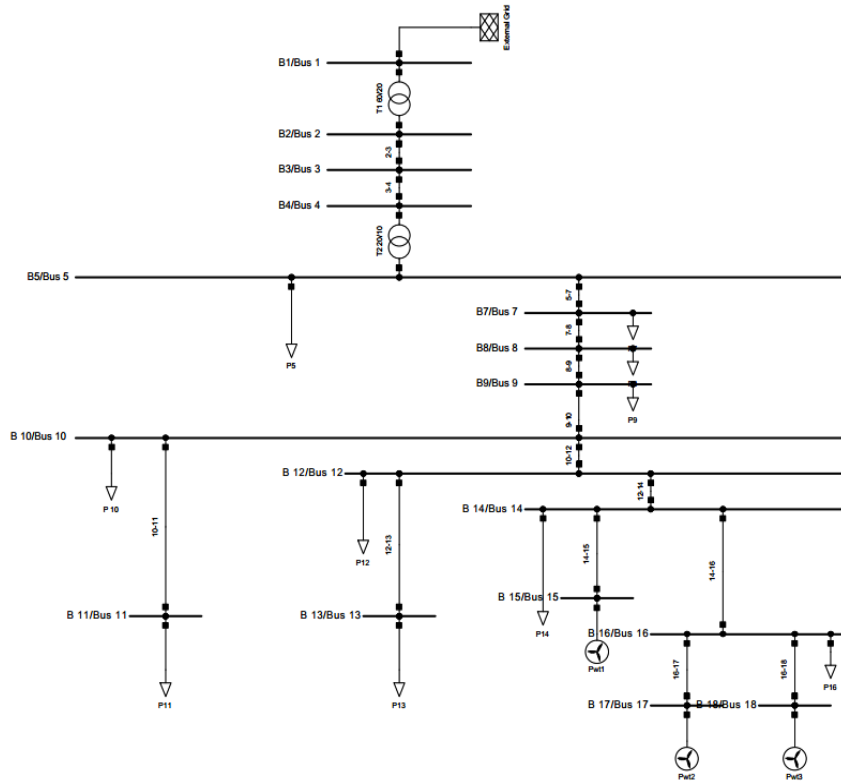 External Grid
B1/Bus 1
T1 60/20
B2/Bus 2
2-3
B3/Bus 3
3-4
B4/Bus 4
T2 20/10
B5/Bus 5
5-7
P5
B7/Bus 7
7-8
B8/Bus 8
8-9
B9/Bus 9
P9
9-10
B 10/Bus 10
10-12
B 12/Bus 12
12-14
P 10
B 14/Bus 14
10-11
12-13
P12
14-15
14-16
B 15/Bus 15
B 11/Bus 11
B 13/Bus 13
P14
B 16/Bus 16
Pwt1
16-17
16-18
P16
P11
P13
B 17/Bus 17
B 18/Bus 18
Pwt2
Pwt3